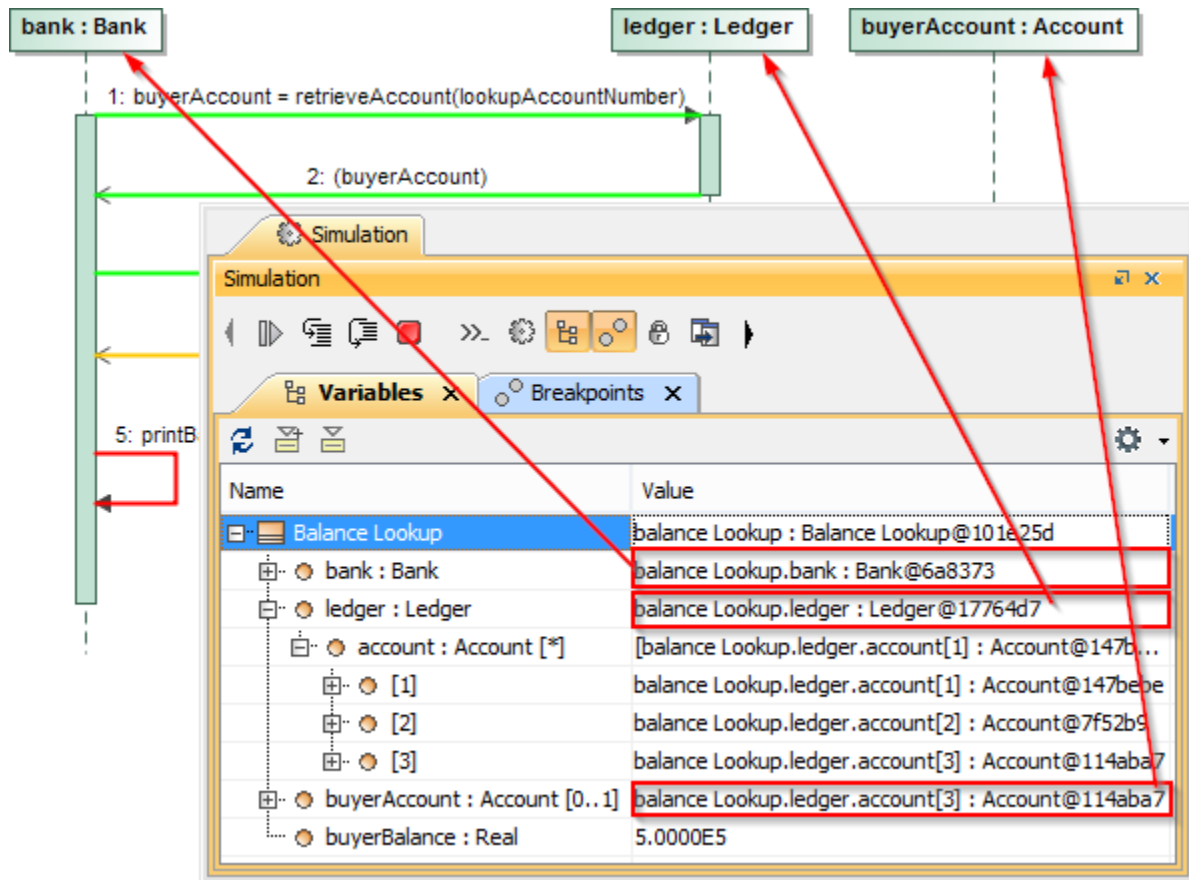 bank : Bank
ledger : Ledger
buyerAccount : Account
1: buyerAccount = retrieveAccount(lookupAccountNumber)
2: (buyerAccount)
Simulation
Simulation
Variables
Breakpoints
5: printB
Name Value
Balance Lookup balance Lookup : Balance Lookup@101e25d
bank : Bank balance Lookup.bank : Bank@6a8373
ledger : Ledger balance Lookup.ledger : Ledger@17764d7
account : Account [*] [balance Lookup.ledger.account[1] : Account@147b...
[1] balance Lookup.ledger.account[1] : Account@147bebe
[2] balance Lookup.ledger.account[2] : Account@7f52b9
[3] balance Lookup.ledger.account[3] : Account@114aba7
buyerAccount : Account [0..1] balance Lookup.ledger.account[3] : Account@114aba7
buyerBalance : Real 5.0000E5